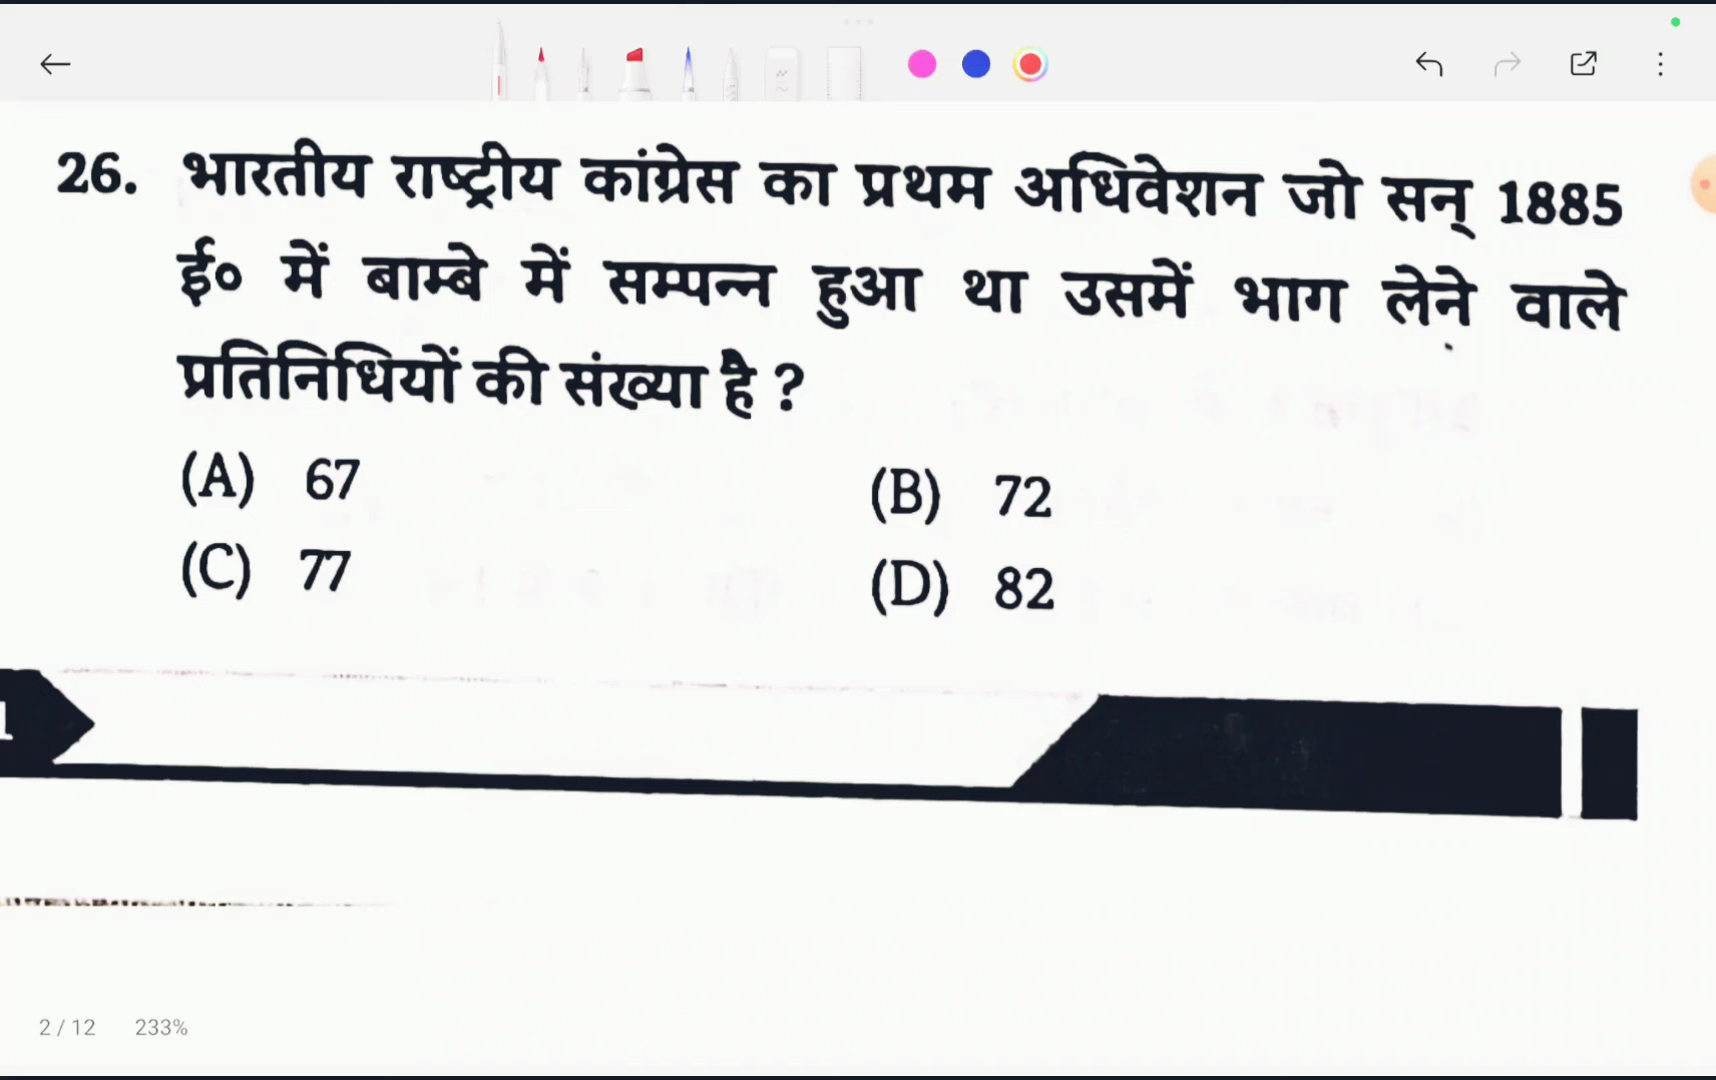 26. भारतीय राष्ट्रीय कांग्रेस का प्रथम अधिवेशन जो सन् 1885
ई० में बाम्बे में सम्पन्न हुआ था उसमें भाग लेने वाले
प्रतिनिधियों की संख्या है ?
(A) 67 (B) 72
(C) 77 (D) 82
1
2 / 12 233%